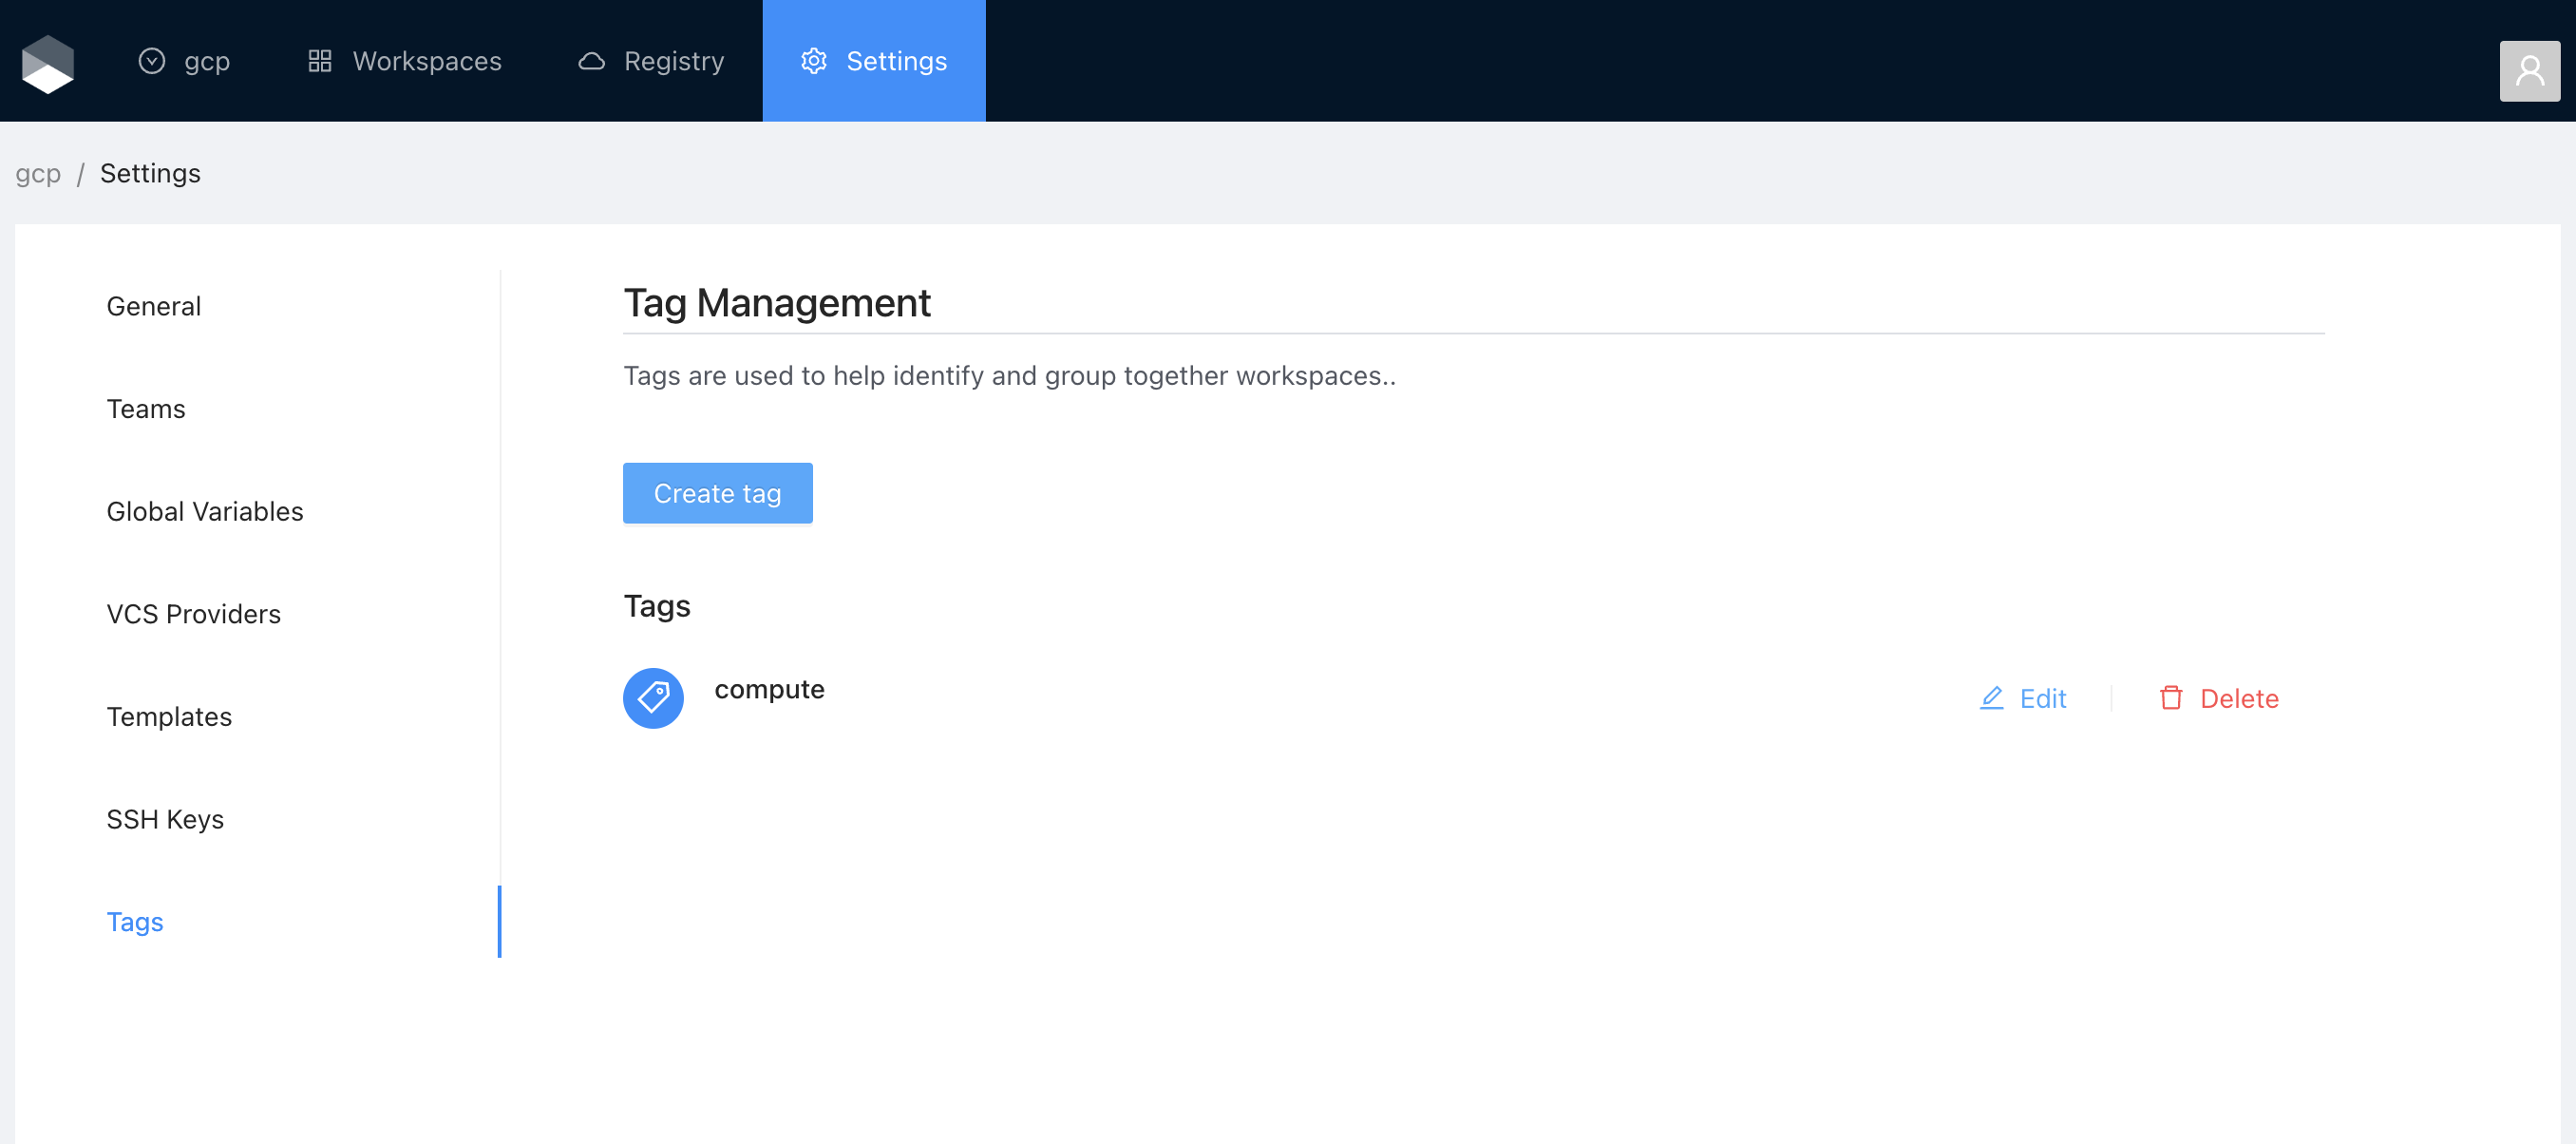 gcp Workspaces Registry Settings
gcp / Settings
General
Teams
Global Variables
VCS Providers
Templates
SSH Keys
Tags
Tag Management
Tags are used to help identify and group together workspaces..
Create tag
Tags
compute Edit Delete